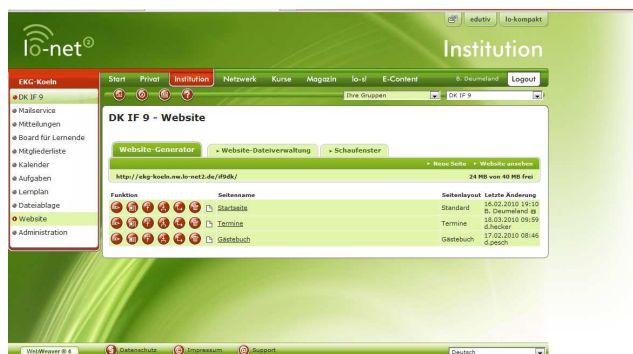 edutiv lo-kompakt
lo-net²
Institution
EKG-Koeln
Start Privat Institution Netzwerk Kurse Magazin lo-s! E-Content B. Deumeland Logout
DK IF 9
Ihre Gruppen DK IF 9
Mailservice
Mitteilungen
Board für Lernende
Mitgliederliste
Kalender
Aufgaben
Lernplan
Dateiablage
Website
Administration
DK IF 9 - Website
Website-Generator Website-Dateiverwaltung Schaufenster
Neue Seite Website ansehen
http://ekg-koeln.nw.lo-net2.de/if9dk/ 24 MB von 40 MB frei
Funktion Seitenname Seitenlayout Letzte Änderung
Startseite Standard 16.02.2010 19:10
B. Deumeland
Termine Termine 18.03.2010 09:59
d.hecker
Gästebuch Gästebuch 17.02.2010 08:46
d.pesch
WebWeaver ® 4 Datenschutz Impressum Support Deutsch